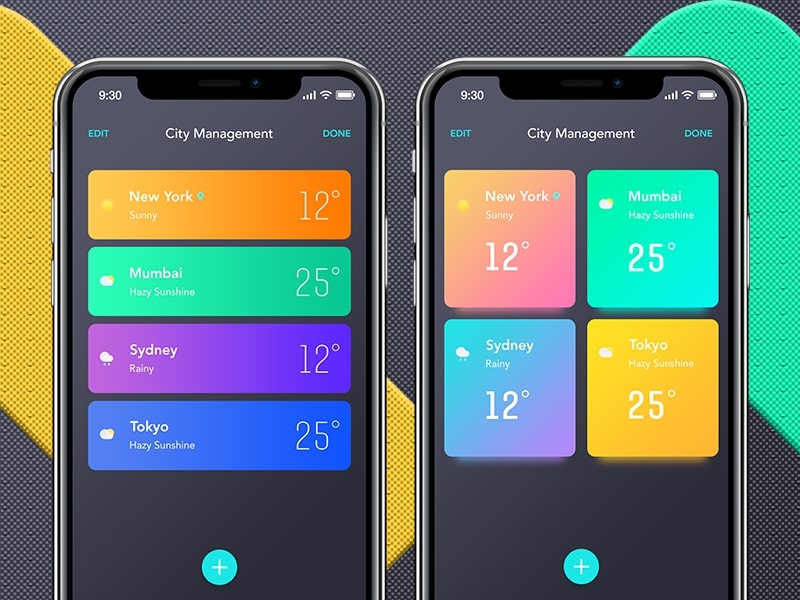 9:30
EDIT City Management DONE
New York
Sunny
12°
Mumbai
Hazy Sunshine
25°
Sydney
Rainy
12°
Tokyo
Hazy Sunshine
25°
+
9:30
EDIT City Management DONE
New York
Sunny
12°
Mumbai
Hazy Sunshine
25°
Sydney
Rainy
12°
Tokyo
Hazy Sunshine
25°
+